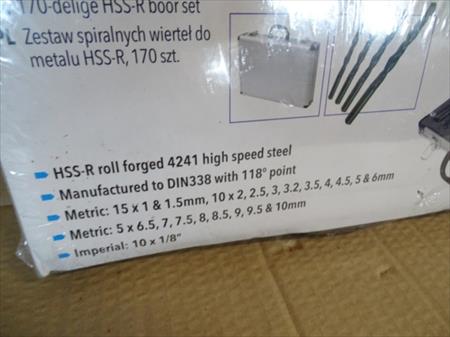 170-delige HSS-R boor set
PL Zestaw spiralnych wierteł do
metalu HSS-R, 170 szt.
HSS-R roll forged 4241 high speed steel
Manufactured to DIN338 with 118° point
Metric: 15 x 1 & 1.5mm, 10 x 2, 2.5, 3, 3.2, 3.5, 4, 4.5, 5 & 6mm
Metric: 5 x 6.5, 7, 7.5, 8, 8.5, 9, 9.5 & 10mm
Imperial: 10 x 1/8"